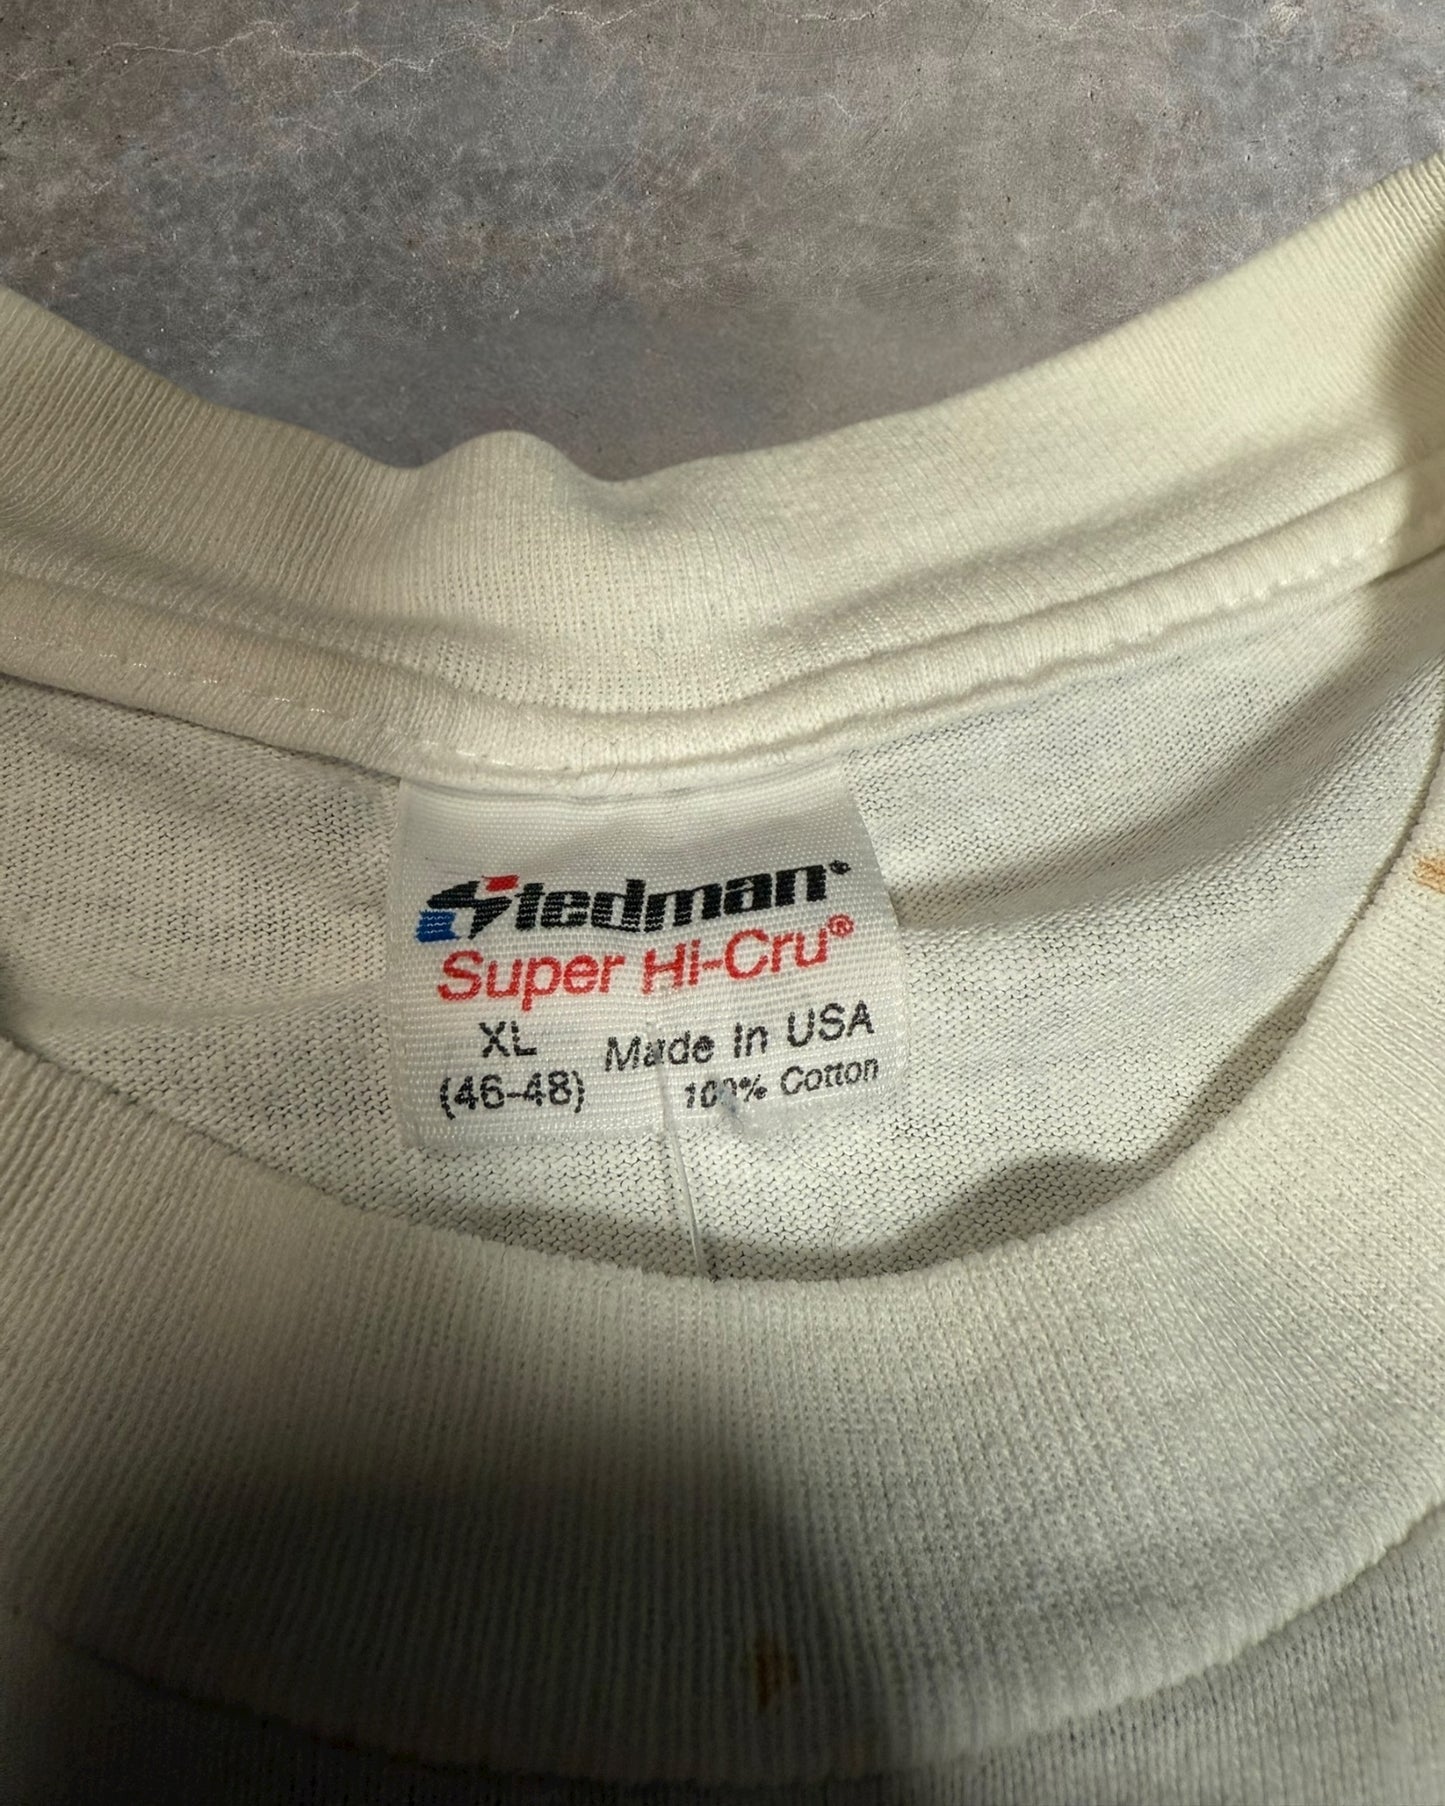 Stedman®
Super Hi-Cru®
XL Made In USA
(46-48) 100% Cotton